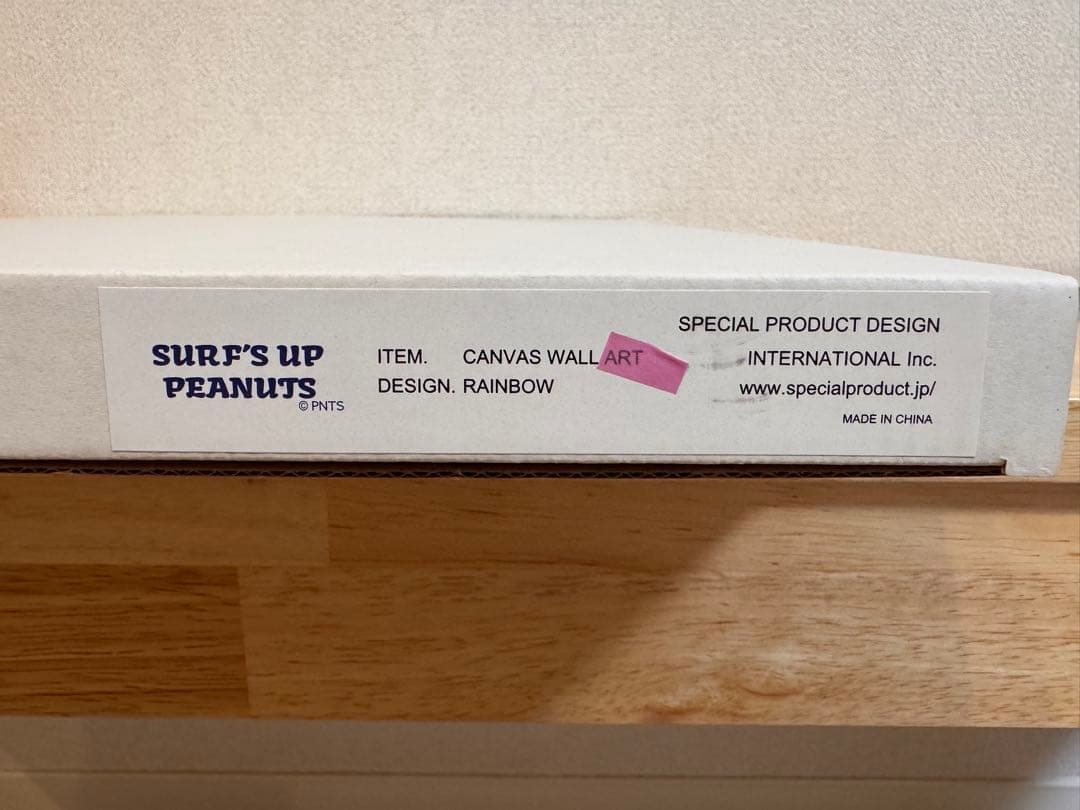 SURF'S UP
PEANUTS
© PNTS
ITEM. CANVAS WALL ART
DESIGN. RAINBOW
SPECIAL PRODUCT DESIGN
INTERNATIONAL Inc.
www.specialproduct.jp/
MADE IN CHINA